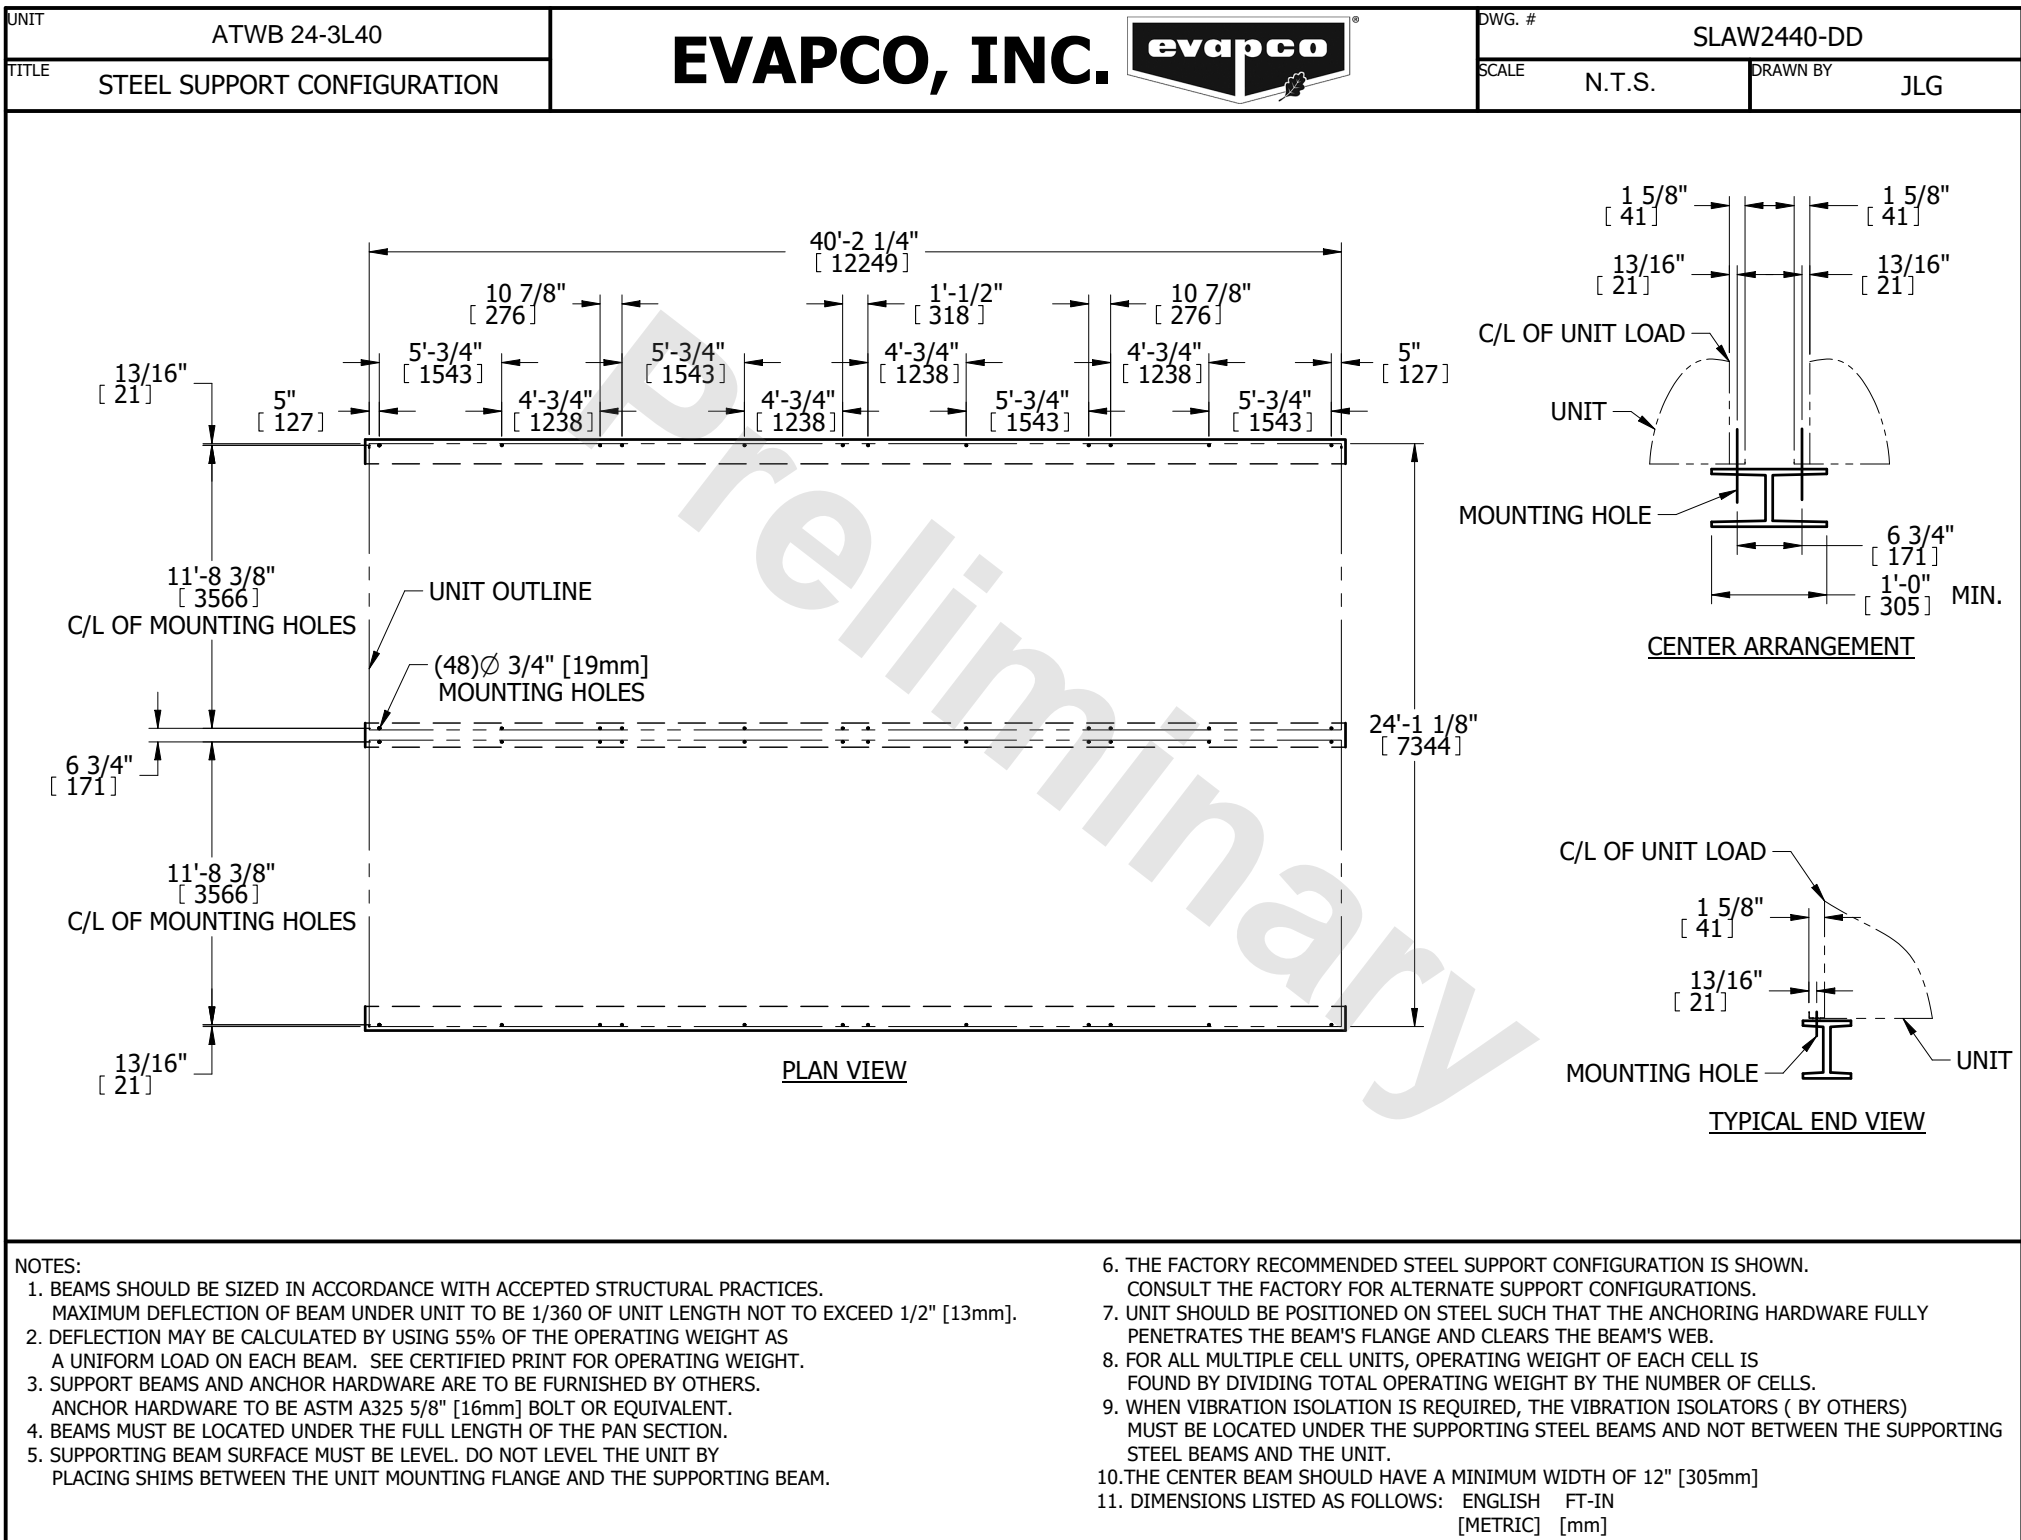 UNIT
ATWB 24-3L40
TITLE
STEEL SUPPORT CONFIGURATION
EVAPCO, INC.
evapco
®
DWG. #
SLAW2440-DD
SCALE
N.T.S.
DRAWN BY
JLG
40'-2 1/4"
[ 12249]
10 7/8"
[ 276]
1'-1/2"
[ 318 ]
10 7/8"
[ 276]
5'-3/4"
[ 1543]
5'-3/4"
[ 1543]
4'-3/4"
[ 1238]
4'-3/4"
[ 1238]
5"
[ 127]
13/16"
[ 21]
5"
[ 127]
4'-3/4"
[ 1238]
4'-3/4"
[ 1238]
5'-3/4"
[ 1543]
5'-3/4"
[ 1543]
11'-8 3/8"
[ 3566]
C/L OF MOUNTING HOLES
UNIT OUTLINE
(48)Ø 3/4" [19mm]
MOUNTING HOLES
6 3/4"
[ 171]
24'-1 1/8"
[ 7344]
11'-8 3/8"
[ 3566]
C/L OF MOUNTING HOLES
13/16"
[ 21]
PLAN VIEW
Preliminary
1 5/8"
[ 41]
1 5/8"
[ 41]
13/16"
[ 21]
13/16"
[ 21]
C/L OF UNIT LOAD
UNIT
MOUNTING HOLE
6 3/4"
[ 171]
1'-0"
[ 305] MIN.
CENTER ARRANGEMENT
C/L OF UNIT LOAD
1 5/8"
[ 41]
13/16"
[ 21]
MOUNTING HOLE
UNIT
TYPICAL END VIEW
NOTES:
1. BEAMS SHOULD BE SIZED IN ACCORDANCE WITH ACCEPTED STRUCTURAL PRACTICES.
MAXIMUM DEFLECTION OF BEAM UNDER UNIT TO BE 1/360 OF UNIT LENGTH NOT TO EXCEED 1/2" [13mm].
2. DEFLECTION MAY BE CALCULATED BY USING 55% OF THE OPERATING WEIGHT AS
A UNIFORM LOAD ON EACH BEAM. SEE CERTIFIED PRINT FOR OPERATING WEIGHT.
3. SUPPORT BEAMS AND ANCHOR HARDWARE ARE TO BE FURNISHED BY OTHERS.
ANCHOR HARDWARE TO BE ASTM A325 5/8" [16mm] BOLT OR EQUIVALENT.
4. BEAMS MUST BE LOCATED UNDER THE FULL LENGTH OF THE PAN SECTION.
5. SUPPORTING BEAM SURFACE MUST BE LEVEL. DO NOT LEVEL THE UNIT BY
PLACING SHIMS BETWEEN THE UNIT MOUNTING FLANGE AND THE SUPPORTING BEAM.
6. THE FACTORY RECOMMENDED STEEL SUPPORT CONFIGURATION IS SHOWN.
CONSULT THE FACTORY FOR ALTERNATE SUPPORT CONFIGURATIONS.
7. UNIT SHOULD BE POSITIONED ON STEEL SUCH THAT THE ANCHORING HARDWARE FULLY
PENETRATES THE BEAM'S FLANGE AND CLEARS THE BEAM'S WEB.
8. FOR ALL MULTIPLE CELL UNITS, OPERATING WEIGHT OF EACH CELL IS
FOUND BY DIVIDING TOTAL OPERATING WEIGHT BY THE NUMBER OF CELLS.
9. WHEN VIBRATION ISOLATION IS REQUIRED, THE VIBRATION ISOLATORS ( BY OTHERS)
MUST BE LOCATED UNDER THE SUPPORTING STEEL BEAMS AND NOT BETWEEN THE SUPPORTING
STEEL BEAMS AND THE UNIT.
10.THE CENTER BEAM SHOULD HAVE A MINIMUM WIDTH OF 12" [305mm]
11. DIMENSIONS LISTED AS FOLLOWS: ENGLISH FT-IN
[METRIC] [mm]